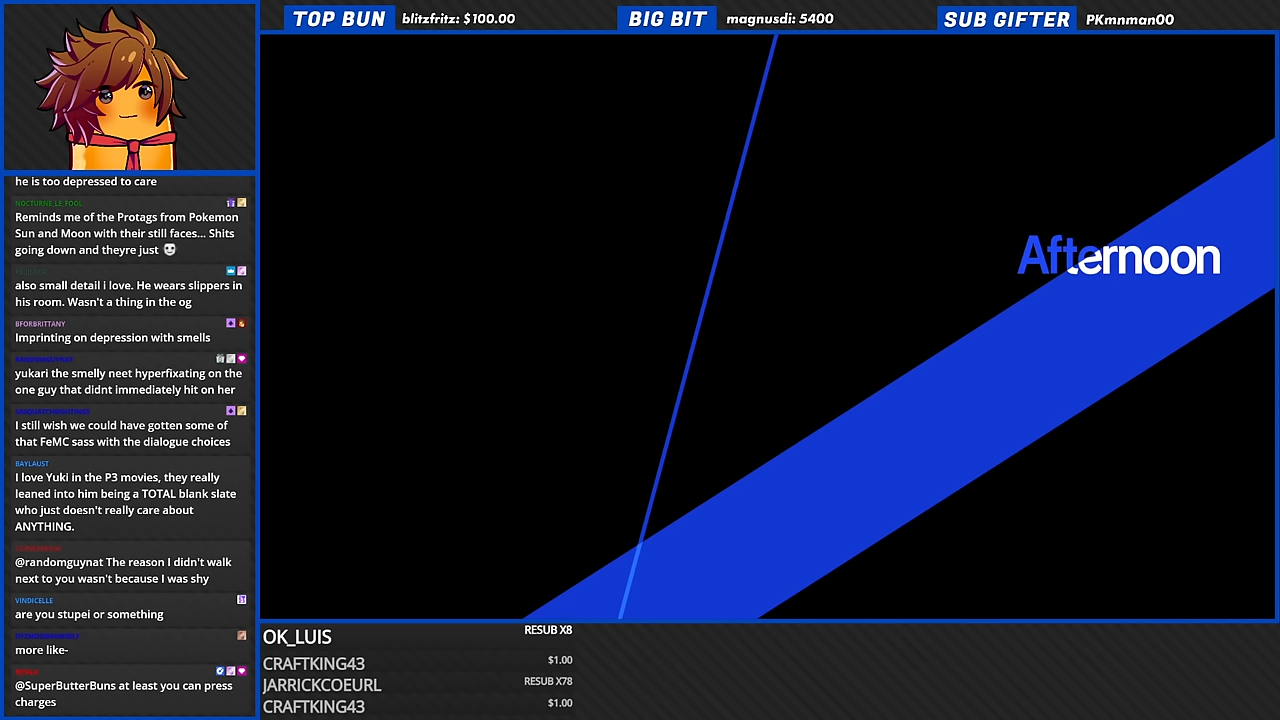 TOP BUN blitzfritz: $100.00 BIG BIT magnusdi: 5400 SUB GIFTER PKmnman00
he is too depressed to care
NOCTURNE_LE_FOOL
Reminds me of the Protags from Pokemon
Sun and Moon with their still faces... Shits
going down and theyre just
also small detail i love. He wears slippers in
his room. Wasn't a thing in the og
BFORBRITTANY
Imprinting on depression with smells
RANDOMGUYNAT
yukari the smelly neet hyperfixating on the
one guy that didnt immediately hit on her
I still wish we could have gotten some of
that FeMC sass with the dialogue choices
BAYLAUST
I love Yuki in the P3 movies, they really
leaned into him being a TOTAL blank slate
who just doesn't really care about
ANYTHING.
@randomguynat The reason I didn't walk
next to you wasn't because I was shy
VINDICELLE
are you stupei or something
more like-
@SuperButterBuns at least you can press
charges
Afternoon
OK_LUIS RESUB X8
CRAFTKING43 $1.00
JARRICKCOEURL RESUB X78
CRAFTKING43 $1.00